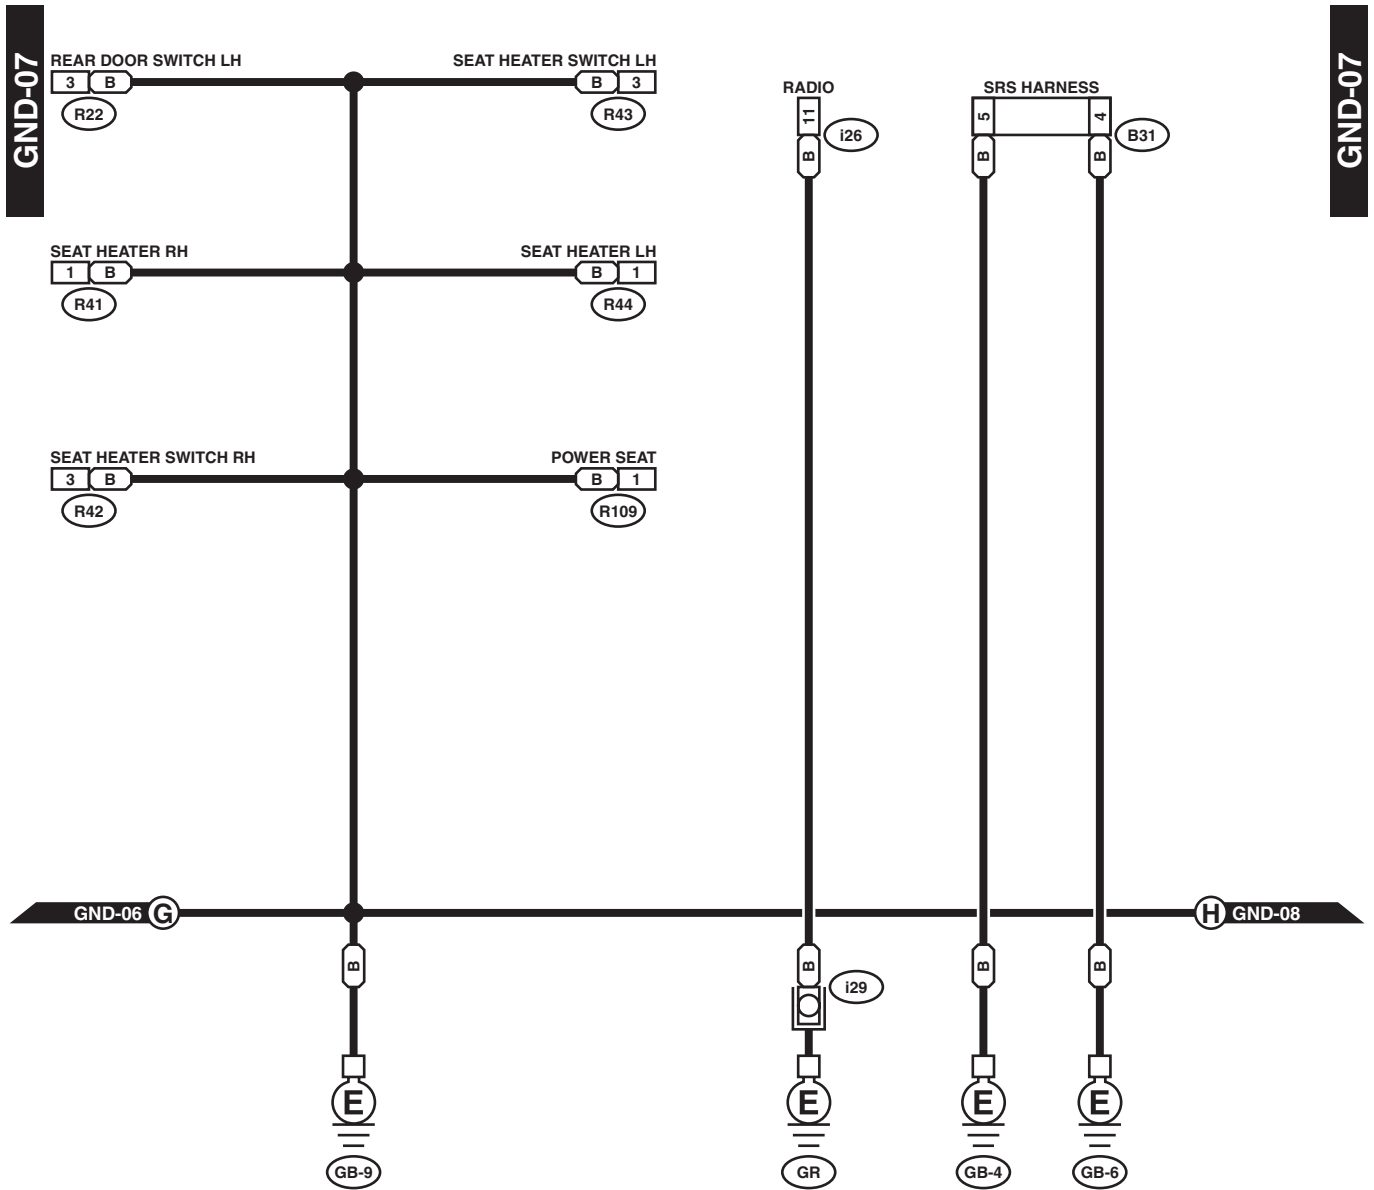 GND-07
GND-07
REAR DOOR SWITCH LH
3 B
R22
SEAT HEATER SWITCH LH
B 3
R43
RADIO
11
i26
B
SRS HARNESS
5
4
B31
B
B
SEAT HEATER RH
1 B
R41
SEAT HEATER LH
B 1
R44
SEAT HEATER SWITCH RH
3 B
R42
POWER SEAT
B 1
R109
GND-06 G
H GND-08
B
B
i29
B
B
E
E
E
E
GB-9
GR
GB-4
GB-6